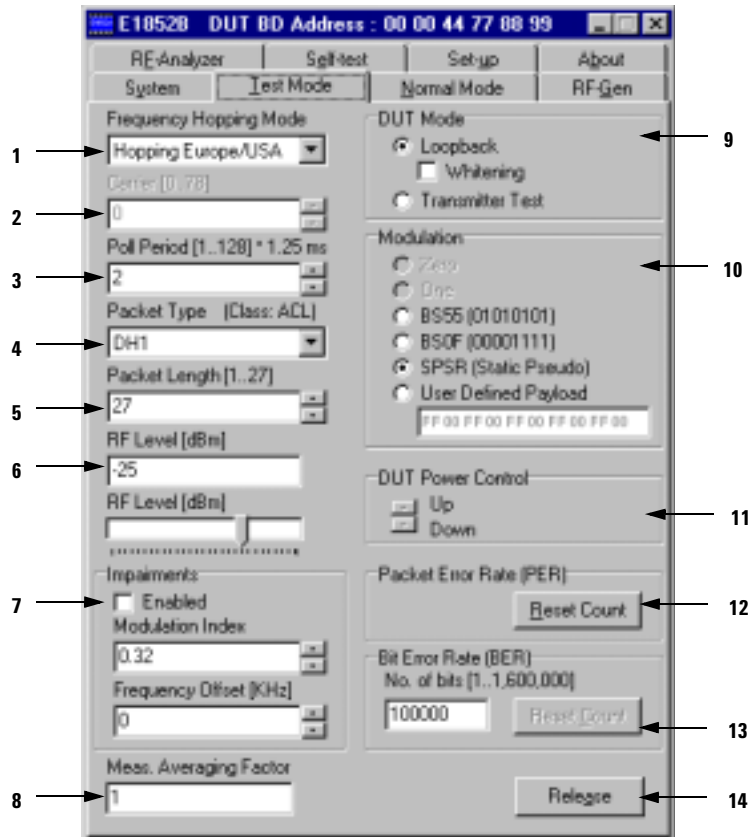 E1852B DUT BD Address : 00 00 44 77 88 99
RF-Analyzer
Self-test
Set-up
About
System
Test Mode
Normal Mode
RF-Gen
Frequency Hopping Mode
1
Hopping Europe/USA
Carrier [0..78]
2
0
Poll Period [1..128] * 1.25 ms
3
2
Packet Type (Class: ACL)
4
DH1
Packet Length [1..27]
5
27
RF Level [dBm]
6
-25
RF Level [dBm]
Impairments
7
Enabled
Modulation Index
0.32
Frequency Offset [KHz]
0
Meas. Averaging Factor
8
1
DUT Mode
9
Loopback
Whitening
Transmitter Test
Modulation
10
Zero
One
BS55 (01010101)
BS0F (00001111)
SPSR (Static Pseudo)
User Defined Payload
FF 00 FF 00 FF 00 FF 00 FF 00
DUT Power Control
Up
11
Down
Packet Error Rate (PER)
Reset Count
12
Bit Error Rate (BER)
No. of bits [1..1,600,000]
100000
Reset Count
13
Release
14